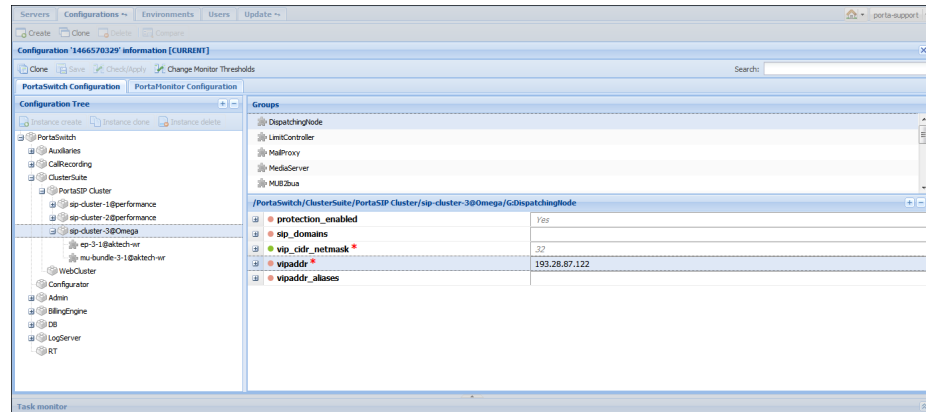 Servers Configurations Environments Users Update porta-support
Create Clone Delete Compare
Configuration '1466570329' information [CURRENT]
Clone Save Check/Apply Change Monitor Thresholds Search:
PortaSwitch Configuration PortaMonitor Configuration
Configuration Tree
Instance create Instance clone Instance delete
PortaSwitch
Auxiliaries
CallRecording
ClusterSuite
PortaSIP Cluster
sip-cluster-1@performance
sip-cluster-2@performance
sip-cluster-3@Omega
ep-3-1@aktech-wr
mu-bundle-3-1@aktech-wr
WebCluster
Configurator
Admin
BillingEngine
DB
LogServer
RT
Groups
DispatchingNode
LimitController
MailProxy
MediaServer
MUB2bua
/PortaSwitch/ClusterSuite/PortaSIP Cluster/sip-cluster-3@Omega/G:DispatchingNode
protection_enabled Yes
sip_domains
vip_cidr_netmask * 32
vipaddr * 193.28.87.122
vipaddr_aliases
Task monitor